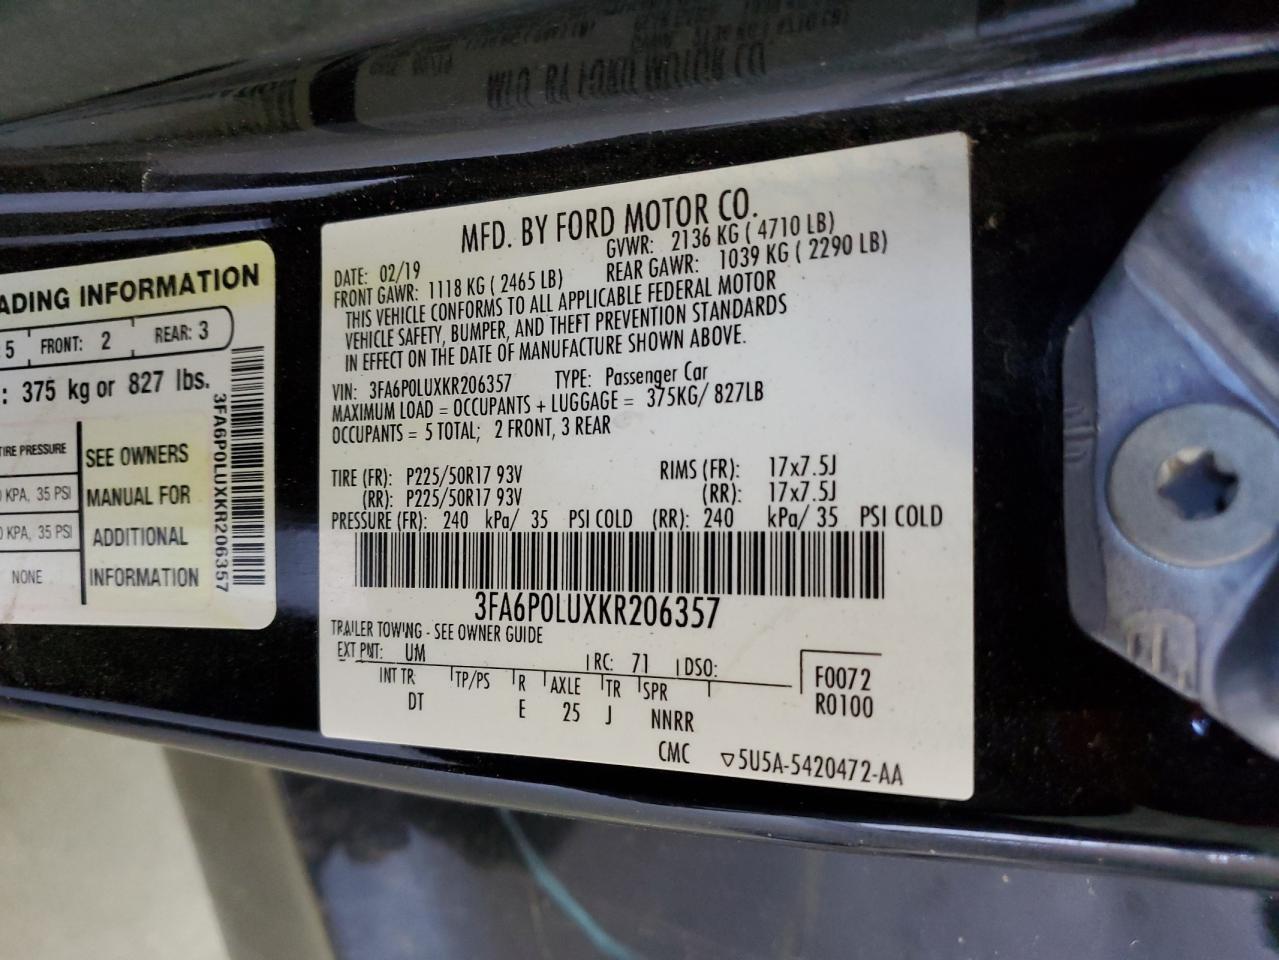 ADING INFORMATION
5 FRONT: 2 REAR: 3
: 375 kg or 827 lbs.
IRE PRESSURE
KPA, 35 PSI
KPA, 35 PSI
NONE
SEE OWNERS
MANUAL FOR
ADDITIONAL
INFORMATION
3FA6P0LUXKR206357
MFD. BY FORD MOTOR CO.
DATE: 02/19 GVWR: 2136 KG ( 4710 LB)
FRONT GAWR: 1118 KG ( 2465 LB) REAR GAWR: 1039 KG ( 2290 LB)
THIS VEHICLE CONFORMS TO ALL APPLICABLE FEDERAL MOTOR
VEHICLE SAFETY, BUMPER, AND THEFT PREVENTION STANDARDS
IN EFFECT ON THE DATE OF MANUFACTURE SHOWN ABOVE.
VIN: 3FA6P0LUXKR206357 TYPE: Passenger Car
MAXIMUM LOAD = OCCUPANTS + LUGGAGE = 375KG/ 827LB
OCCUPANTS = 5 TOTAL; 2 FRONT, 3 REAR
TIRE (FR): P225/50R17 93V RIMS (FR): 17x7.5J
(RR): P225/50R17 93V (RR): 17x7.5J
PRESSURE (FR): 240 kPa/ 35 PSI COLD (RR): 240 kPa/ 35 PSI COLD
3FA6P0LUXKR206357
TRAILER TOWING - SEE OWNER GUIDE
EXT PNT: UM RC: 71 DSO:
INT TR TP/PS R AXLE TR SPR F0072
DT E 25 J NNRR R0100
CMC ▽5U5A-5420472-AA